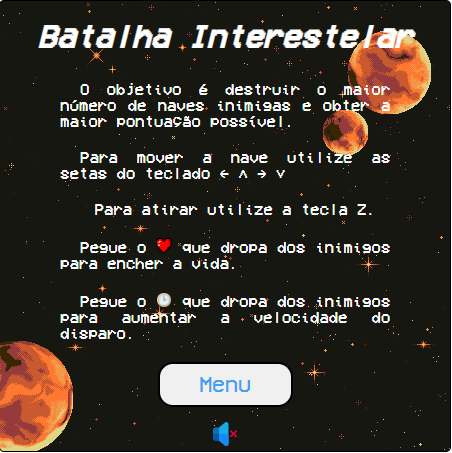 Batalha Interestelar
O objetivo é destruir o maior
número de naves inimigas e obter a
maior pontuação possível.
Para mover a nave utilize as
setas do teclado ← ^ → v
Para atirar utilize a tecla Z.
Pegue o ❤️ que dropa dos inimigos
para encher a vida.
Pegue o 🕒 que dropa dos inimigos
para aumentar a velocidade do
disparo.
Menu